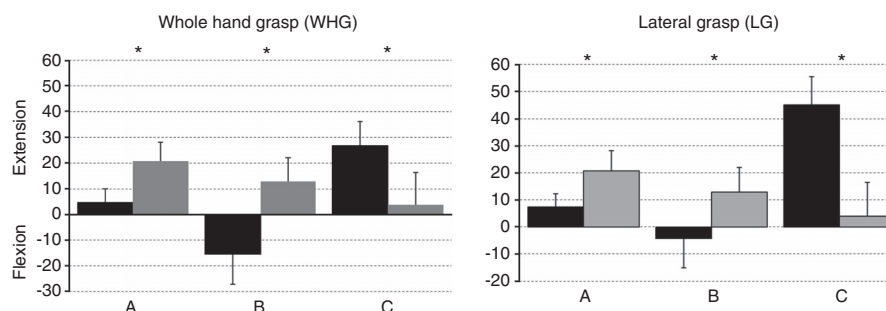 Whole hand grasp (WHG)
* * *
60
50
40
30
20
10
0
-10
-20
-30
Extension
Flexion
A B C
Lateral grasp (LG)
* * *
60
50
40
30
20
10
0
-10
-20
A B C